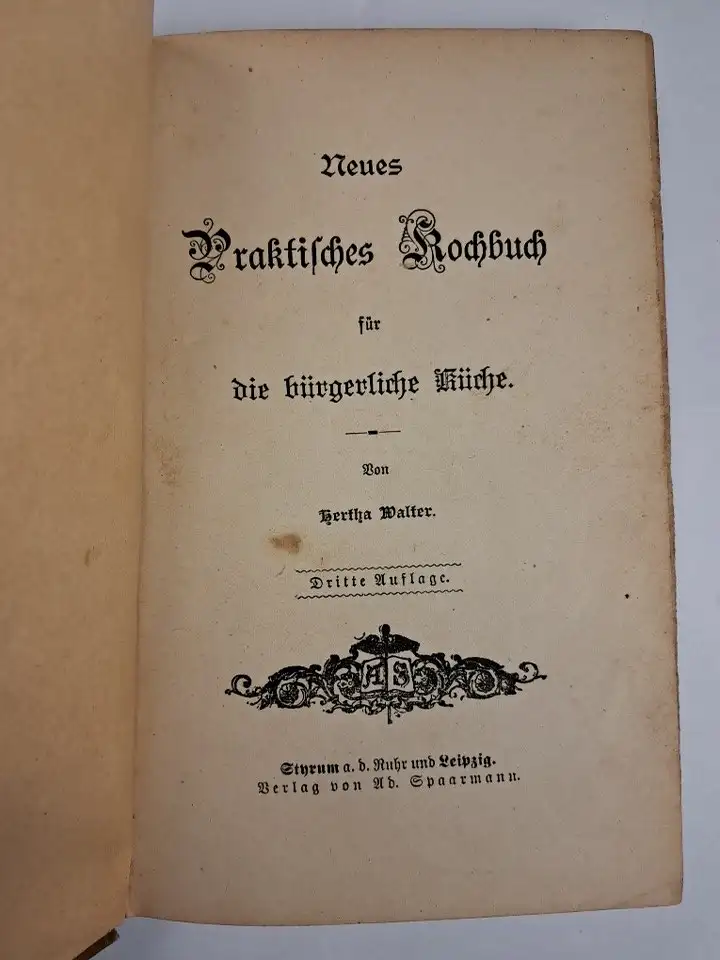 Neues
Praktiſches Kochbuch
für
die bürgerliche Küche.
Von
Hertha Walter.
Dritte Auflage.
A S
Styrum a. d. Ruhr und Leipzig.
Verlag von Ad. Spaarmann.